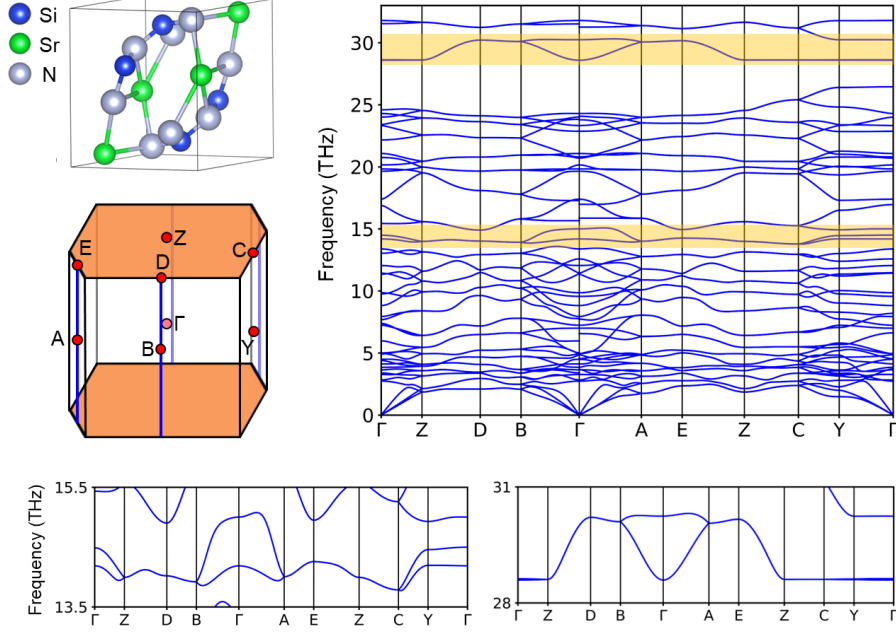 Si
Sr
N
E
Z
C
D
Γ
A
B
Y
Frequency (THz)
30
25
20
15
10
5
0
Γ Z D B Γ A E Z C Y Γ
Frequency (THz)
15.5
13.5
Γ Z D B Γ A E Z C Y Γ
31
28
Γ Z D B Γ A E Z C Y Γ